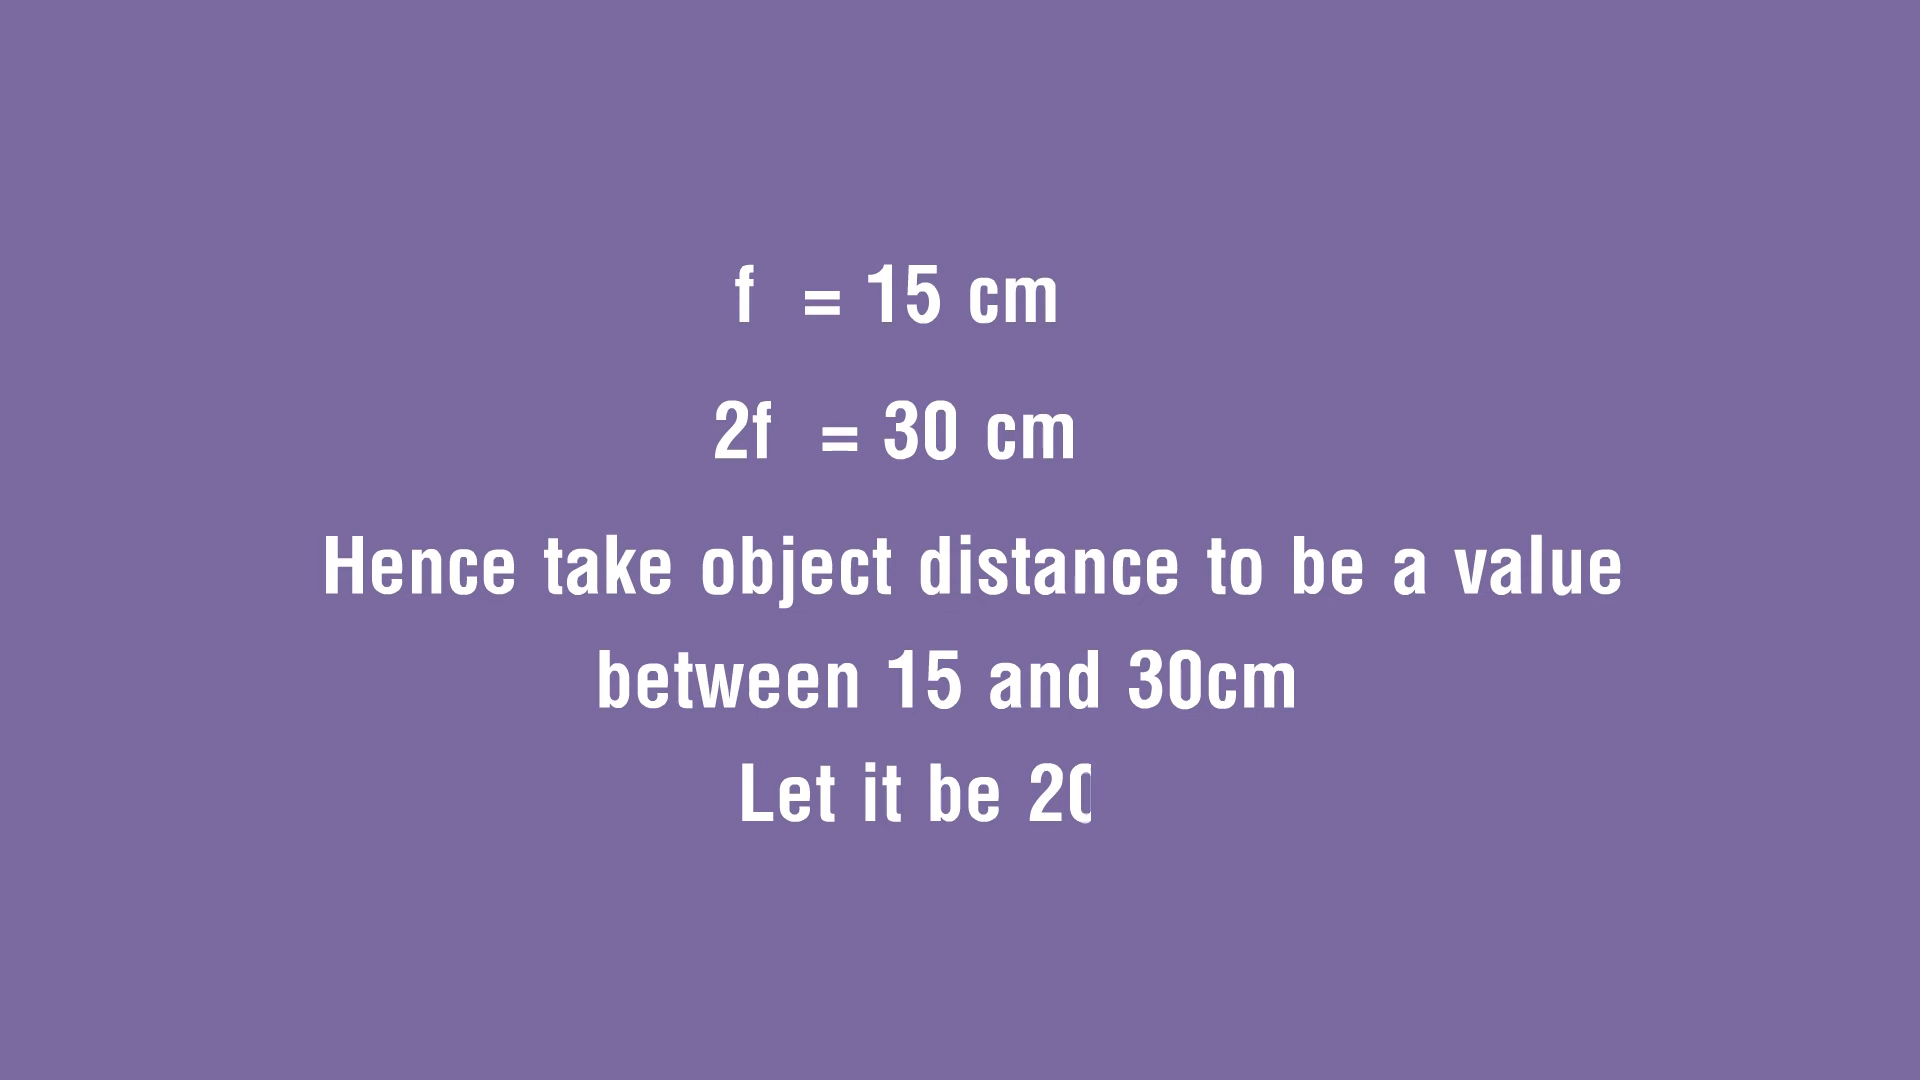 f = 15 cm
2f = 30 cm
Hence take object distance to be a value
between 15 and 30cm
Let it be 20